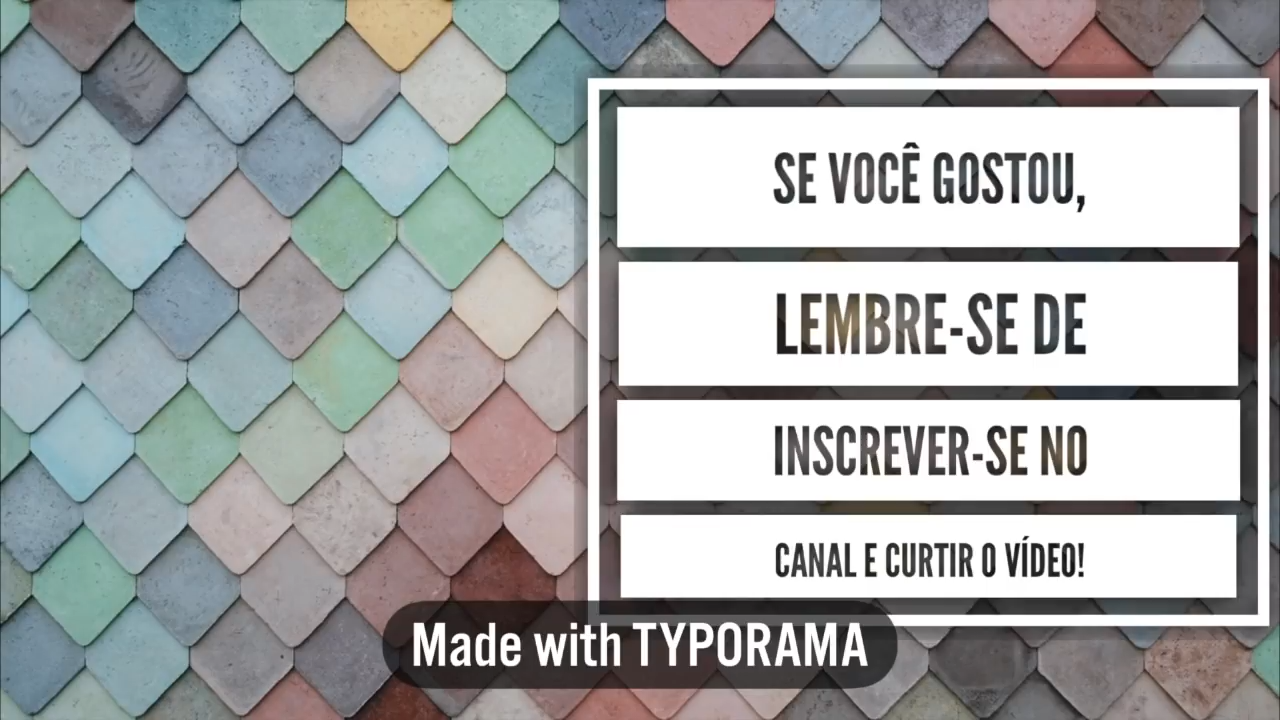 SE VOCÊ GOSTOU,
LEMBRE-SE DE
INSCREVER-SE NO
CANAL E CURTIR O VÍDEO!
Made with TYPORAMA